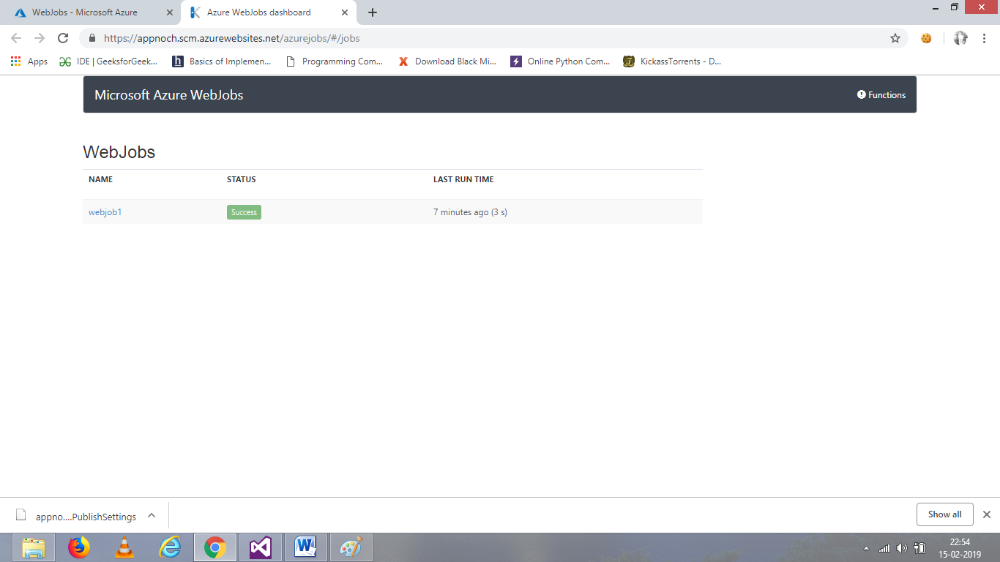 WebJobs - Microsoft Azure
Azure WebJobs dashboard
https://appnoch.scm.azurewebsites.net/azurejobs/#/jobs
Apps
IDE | GeeksforGeek...
Basics of Implemen...
Programming Com...
Download Black Mi...
Online Python Com...
KickassTorrents - D...
Microsoft Azure WebJobs
Functions
WebJobs
NAME STATUS LAST RUN TIME
webjob1 Success 7 minutes ago (3 s)
appno....PublishSettings
Show all
22:54
15-02-2019